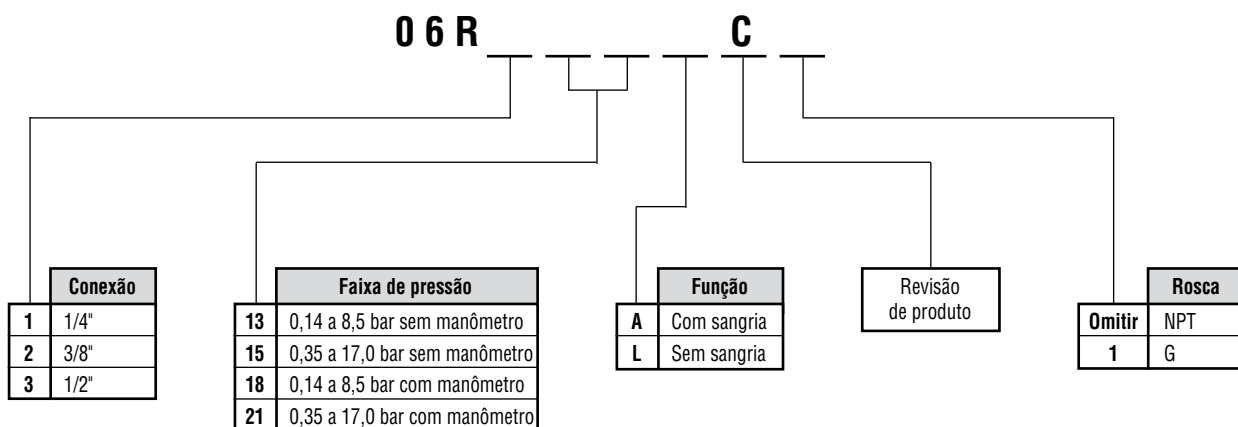 06R C
Conexão
1 1/4"
2 3/8"
3 1/2"
Faixa de pressão
13 0,14 a 8,5 bar sem manômetro
15 0,35 a 17,0 bar sem manômetro
18 0,14 a 8,5 bar com manômetro
21 0,35 a 17,0 bar com manômetro
Função
A Com sangria
L Sem sangria
Revisão
de produto
Rosca
Omitir NPT
1 G